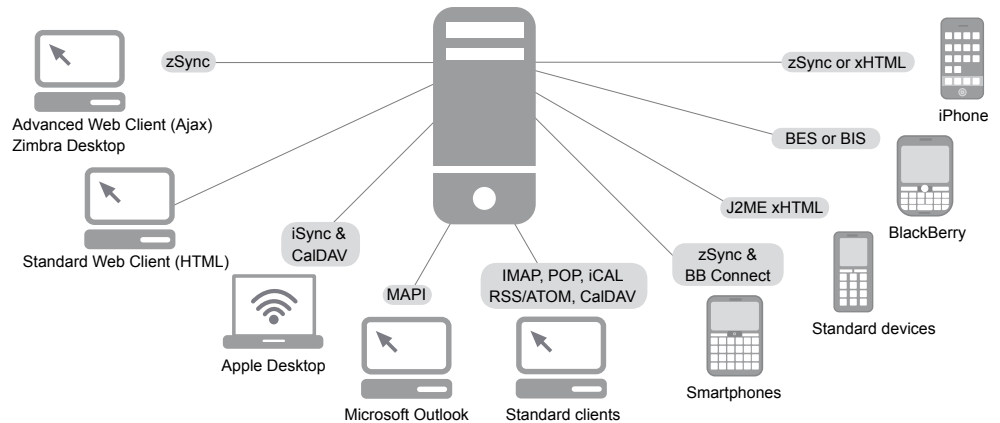 zSync
Advanced Web Client (Ajax)
Zimbra Desktop
Standard Web Client (HTML)
iSync &
CalDAV
Apple Desktop
MAPI
Microsoft Outlook
IMAP, POP, iCAL
RSS/ATOM, CalDAV
Standard clients
zSync &
BB Connect
Smartphones
J2ME xHTML
Standard devices
BES or BIS
BlackBerry
zSync or xHTML
iPhone